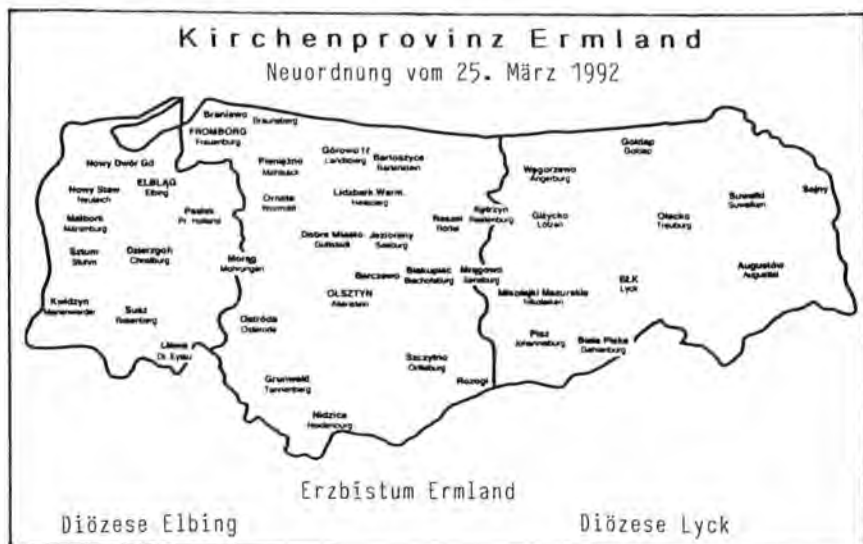 Kirchenprovinz Ermland
Neuordnung vom 25. März 1992
Braniewo
Braunsberg
FROMBORG
Frauenburg
Nowy Dwór Gd
ELBLĄG
Elbing
Nowy Staw
Neuteich
Malbork
Marienburg
Pasłęk
Pr. Holland
Sztum
Stuhm
Dzierzgoń
Christburg
Kwidzyn
Marienwerder
Susz
Rosenberg
Iława
Dt. Eylau
Morąg
Mohrungen
Pieniężno
Mehlsack
Górowo Ił
Landsberg
Bartoszyce
Bartenstein
Orneta
Wormditt
Lidzbark Warm.
Heilsberg
Dobre Miasto
Guttstadt
Jeziorany
Seeburg
Reszel
Rößel
Kętrzyn
Rastenburg
Barczewo
Biskupiec
Bischofsburg
Mrągowo
Sensburg
OLSZTYN
Allenstein
Ostróda
Osterode
Szczytno
Ortelsburg
Rozogi
Grunwald
Tannenberg
Nidzica
Neidenburg
Węgorzewo
Angerburg
Gołdap
Goldap
Giżycko
Lötzen
Olecko
Treuburg
Suwałki
Suwalken
Sejny
Mikołajki Mazurskie
Nikolaiken
EŁK
Lyck
Augustów
Pisz
Johannisburg
Biała Piska
Gehlenburg
Erzbistum Ermland
Diözese Elbing
Diözese Lyck